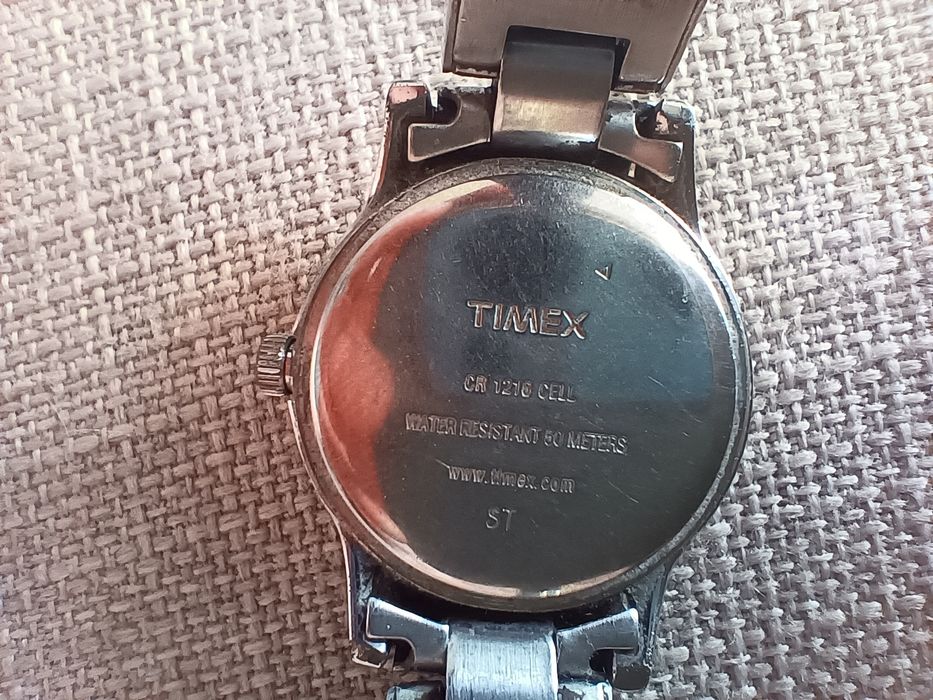 TIMEX
CR 1216 CELL
WATER RESISTANT 50 METERS
www.timex.com
ST